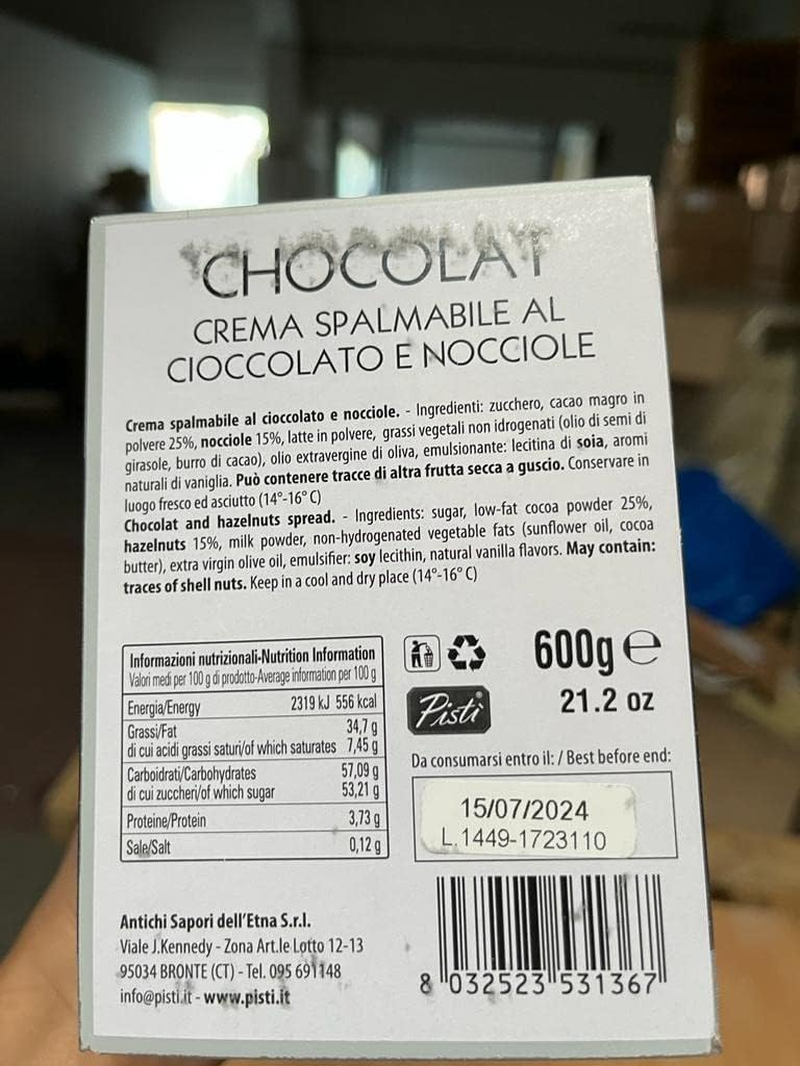 CHOCOLAT
CREMA SPALMABILE AL
CIOCCOLATO E NOCCIOLE
Crema spalmabile al cioccolato e nocciole. - Ingredienti: zucchero, cacao magro in
polvere 25%, nocciole 15%, latte in polvere, grassi vegetali non idrogenati (olio di semi di
girasole, burro di cacao), olio extravergine di oliva, emulsionante: lecitina di soia, aromi
naturali di vaniglia. Può contenere tracce di altra frutta secca a guscio. Conservare in
luogo fresco ed asciutto (14°-16° C)
Chocolat and hazelnuts spread. - Ingredients: sugar, low-fat cocoa powder 25%,
hazelnuts 15%, milk powder, non-hydrogenated vegetable fats (sunflower oil, cocoa
butter), extra virgin olive oil, emulsifier: soy lecithin, natural vanilla flavors. May contain:
traces of shell nuts. Keep in a cool and dry place (14°-16° C)
Informazioni nutrizionali-Nutrition Information
Valori medi per 100 g di prodotto-Average information per 100 g
Energia/Energy 2319 kJ 556 kcal
Grassi/Fat 34,7 g
di cui acidi grassi saturi/of which saturates 7,45 g
Carboidrati/Carbohydrates 57,09 g
di cui zuccheri/of which sugar 53,21 g
Proteine/Protein 3,73 g
Sale/Salt 0,12 g
600g e
21.2 oz
Pistì®
Da consumarsi entro il: / Best before end:
15/07/2024
L.1449-1723110
Antichi Sapori dell'Etna S.r.l.
Viale J.Kennedy - Zona Art.le Lotto 12-13
95034 BRONTE (CT) - Tel. 095 691148
info@pisti.it - www.pisti.it
8 032523 531367